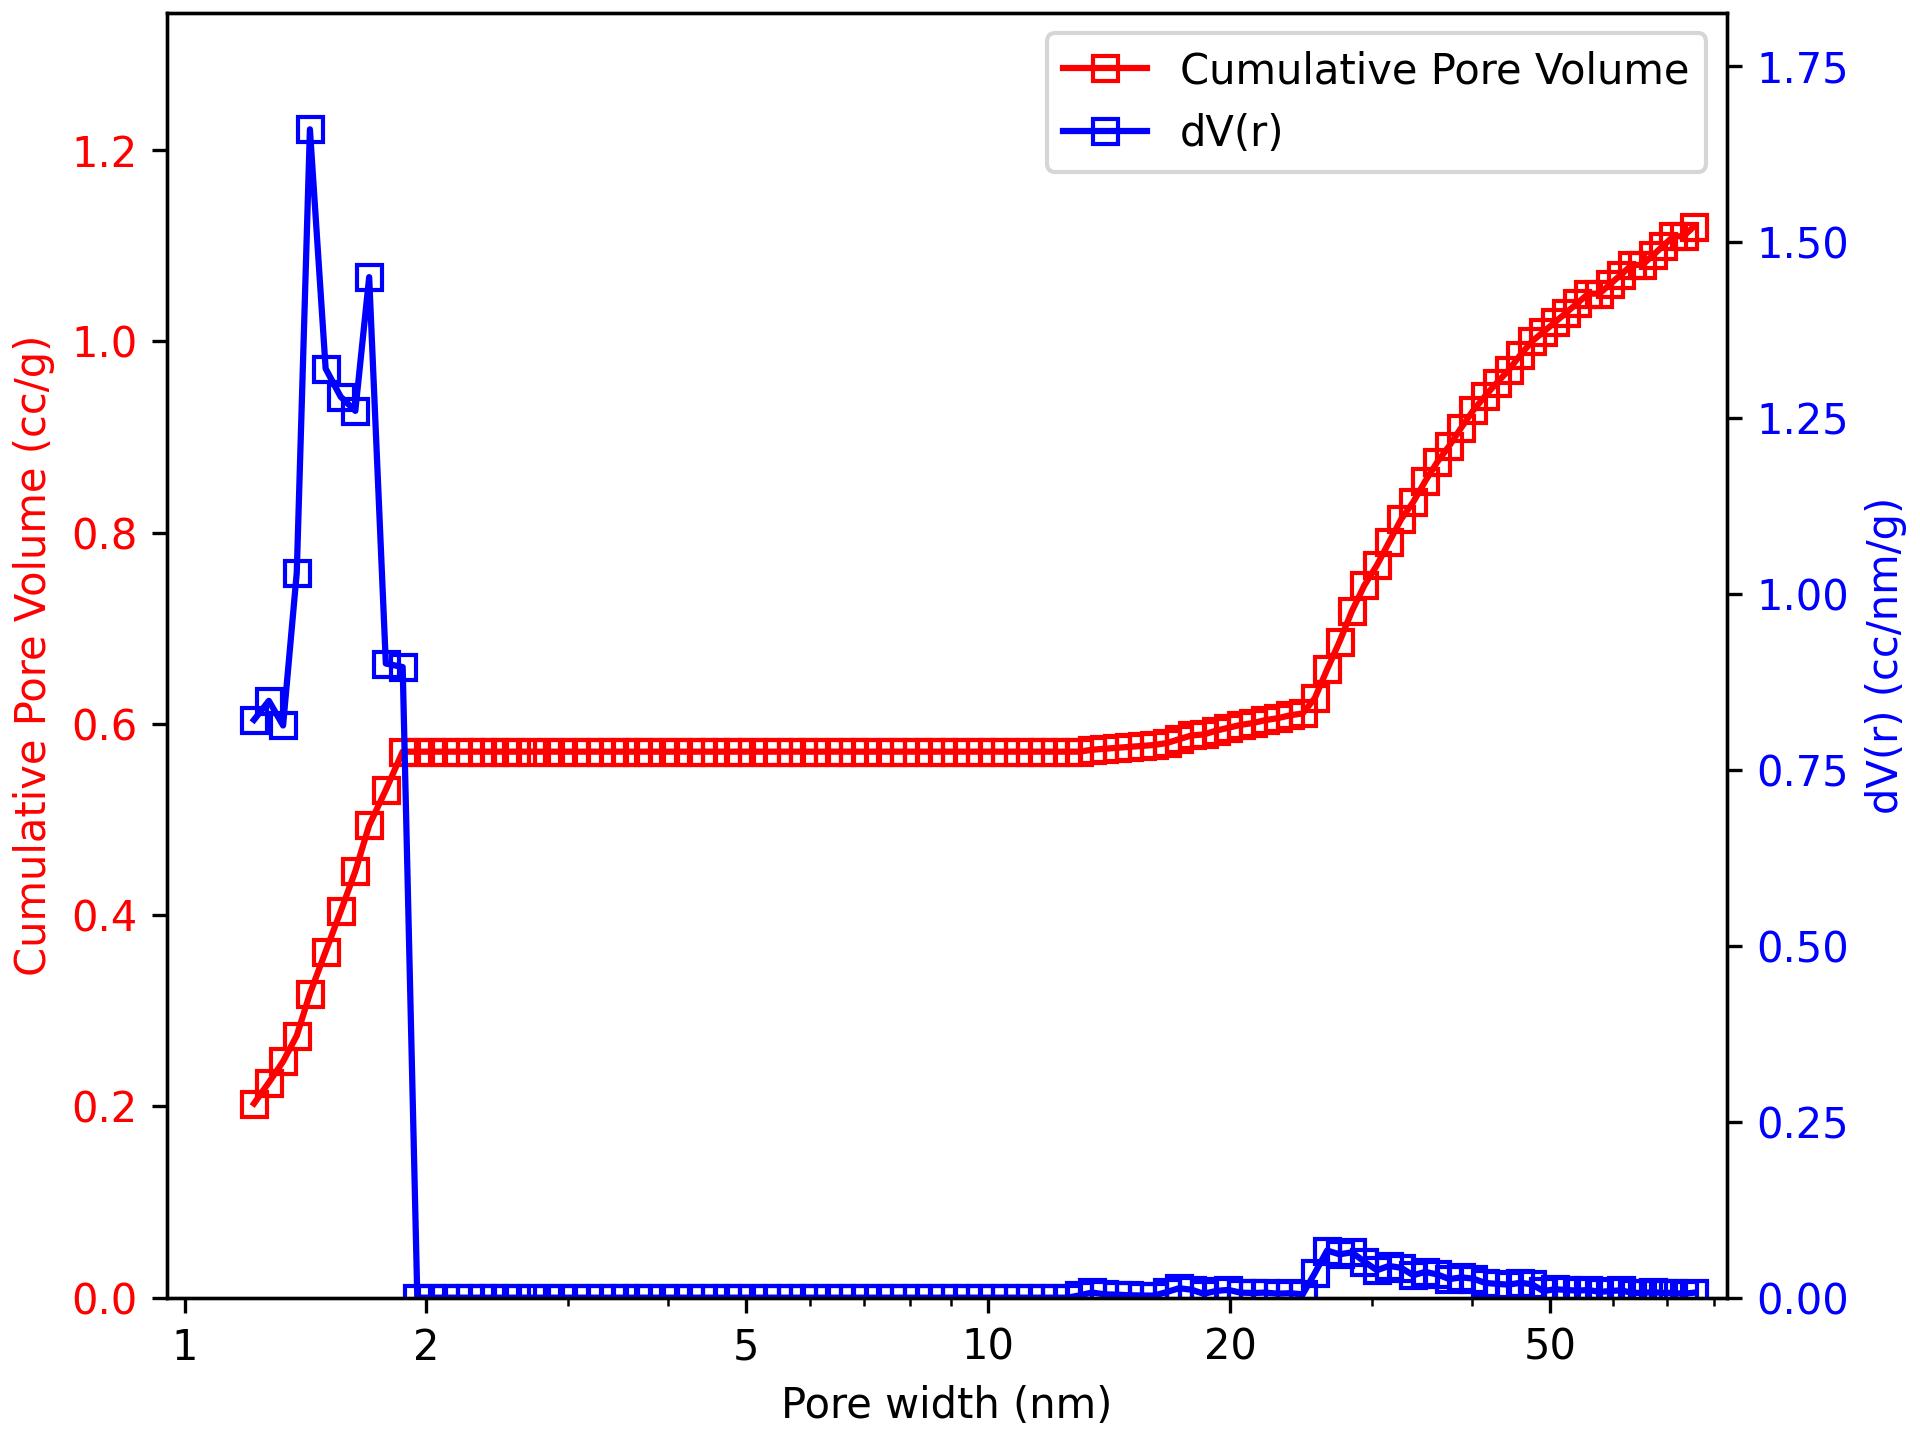 Cumulative Pore Volume
dV(r)
1.2
1.0
0.8
0.6
0.4
0.2
0.0
Cumulative Pore Volume (cc/g)
1.75
1.50
1.25
1.00
0.75
0.50
0.25
0.00
dV(r) (cc/nm/g)
1 2 5 10 20 50
Pore width (nm)